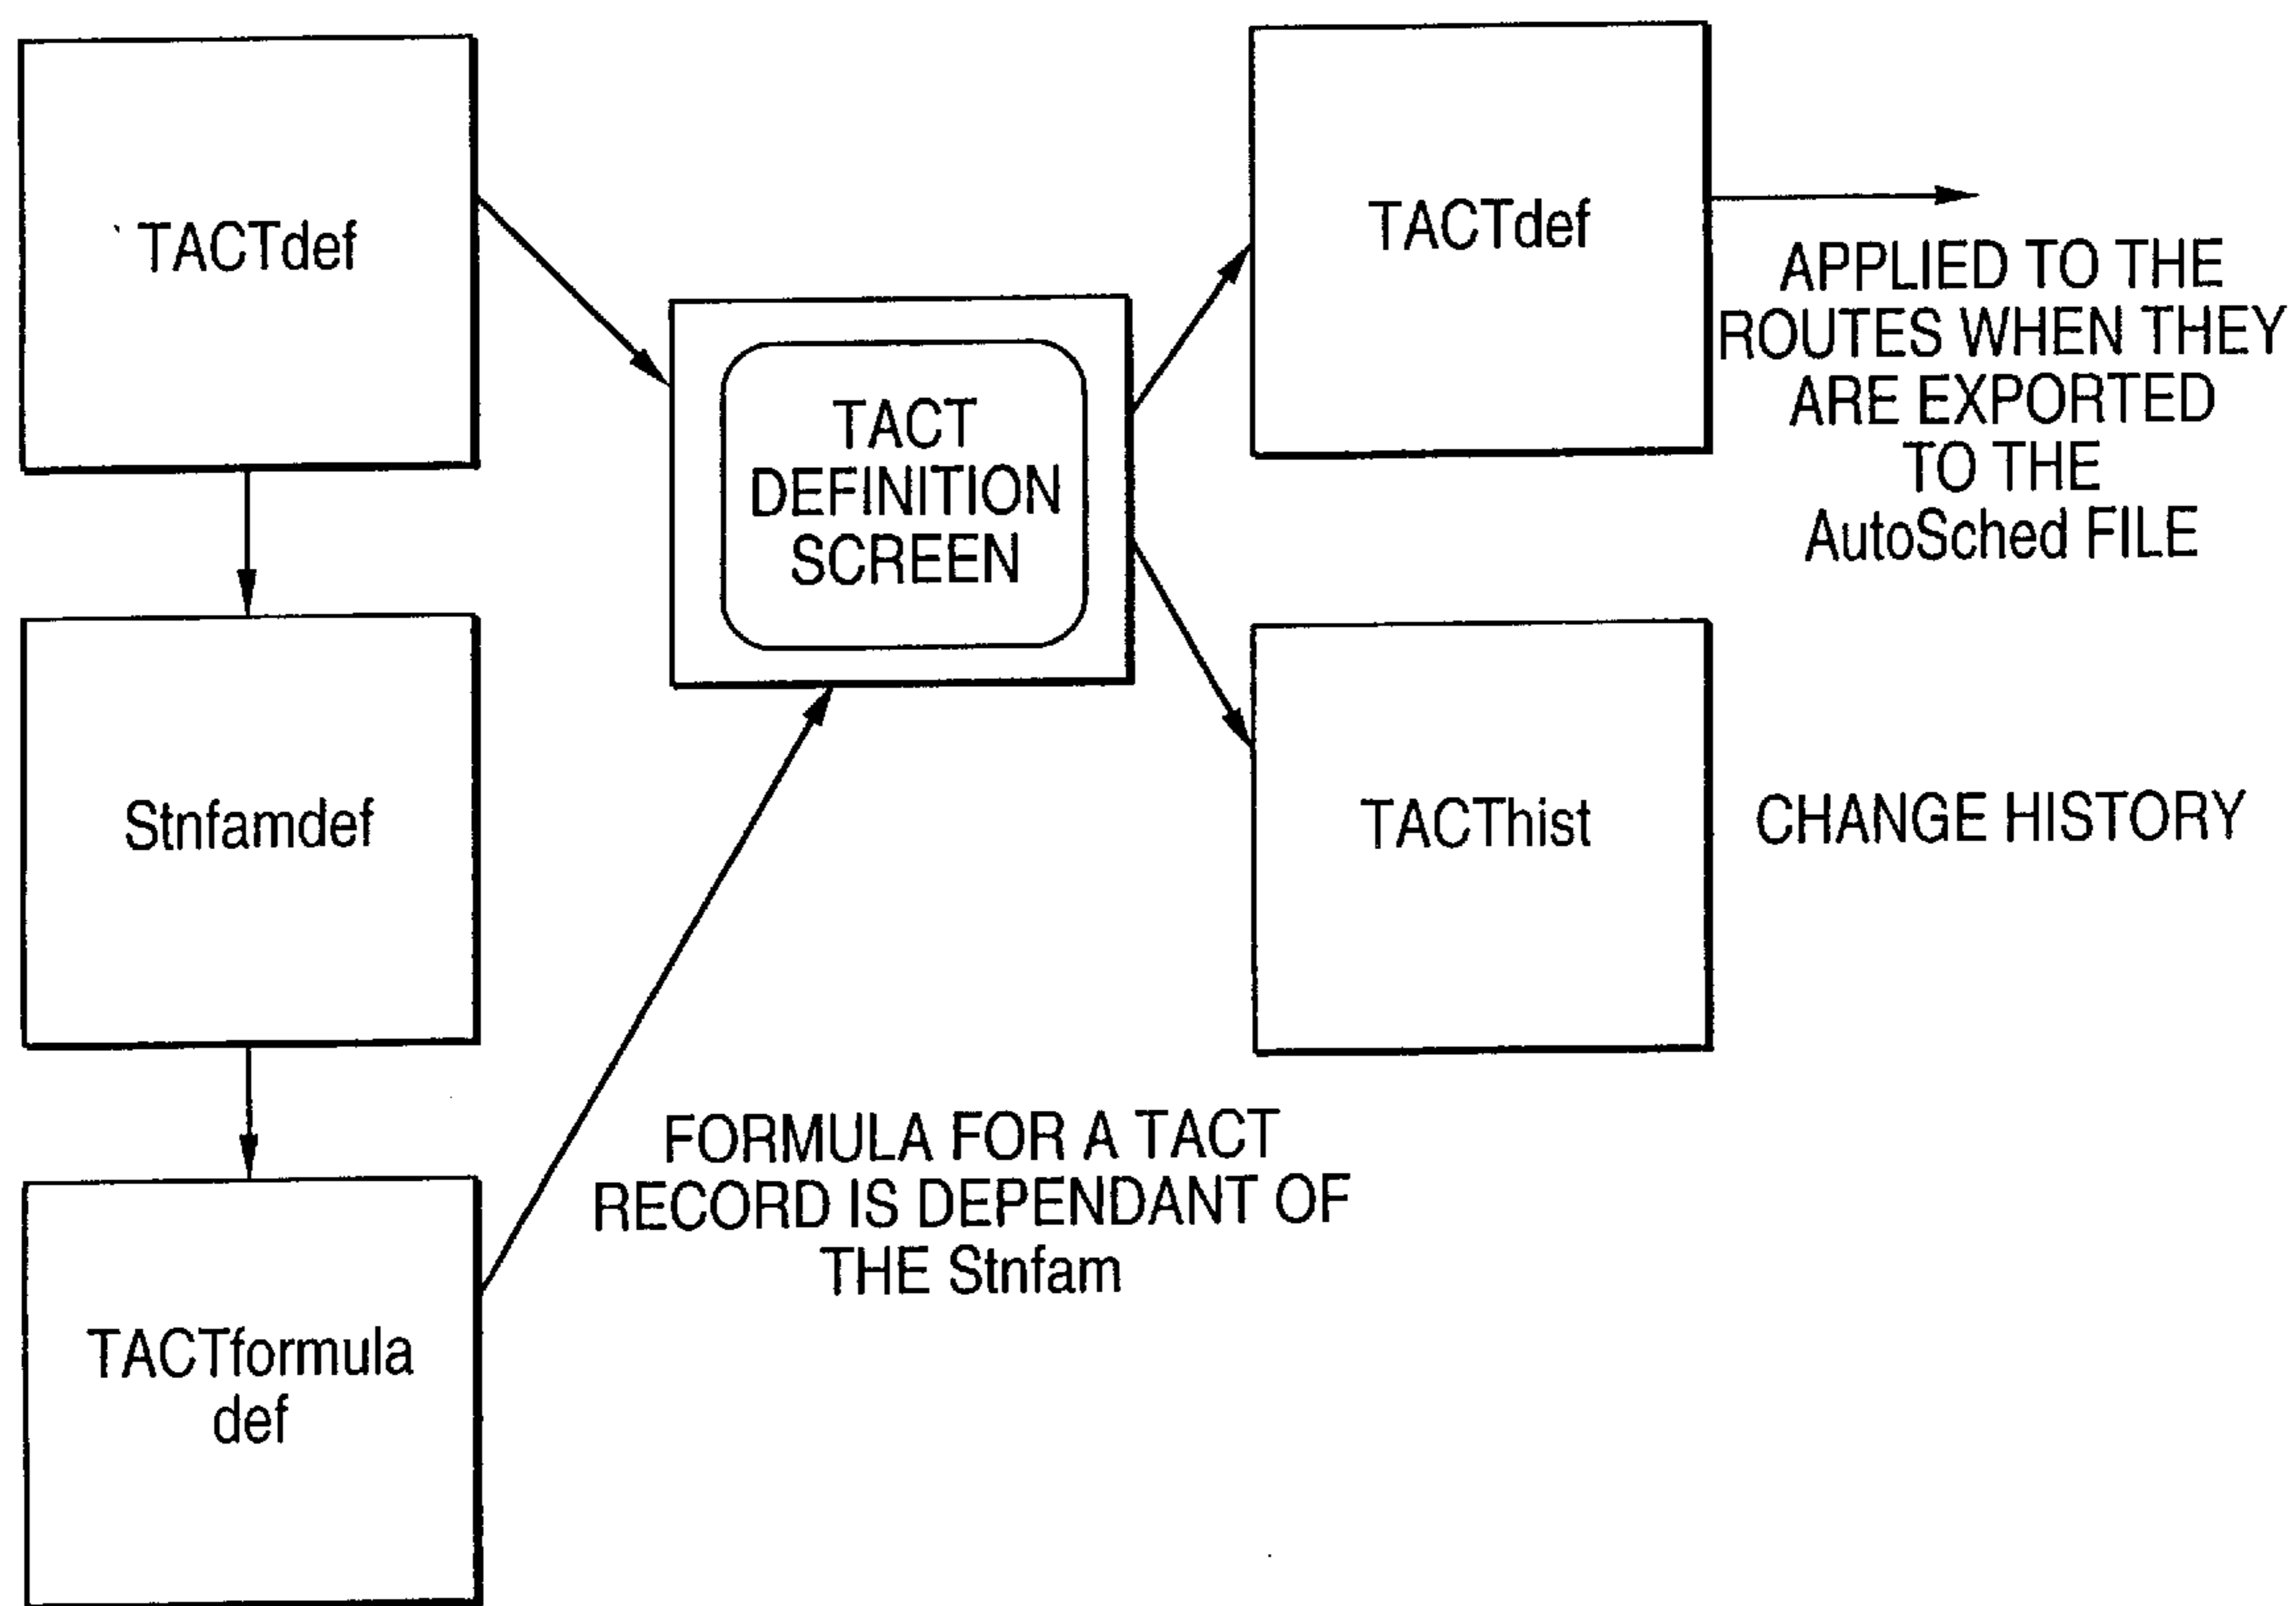 TACTdef
TACTdef
APPLIED TO THE
ROUTES WHEN THEY
ARE EXPORTED
TO THE
AutoSched FILE
TACT
DEFINITION
SCREEN
Stnfamdef
TACThist
CHANGE HISTORY
FORMULA FOR A TACT
RECORD IS DEPENDANT OF
THE Stnfam
TACTformula
def